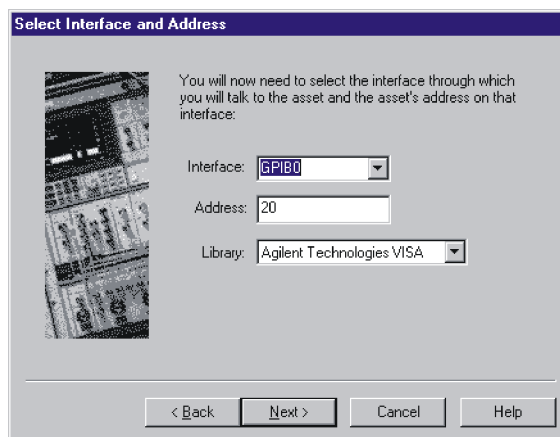 Select Interface and Address
You will now need to select the interface through which
you will talk to the asset and the asset's address on that
interface:
Interface: GPIB0
Address: 20
Library: Agilent Technologies VISA
< Back Next > Cancel Help